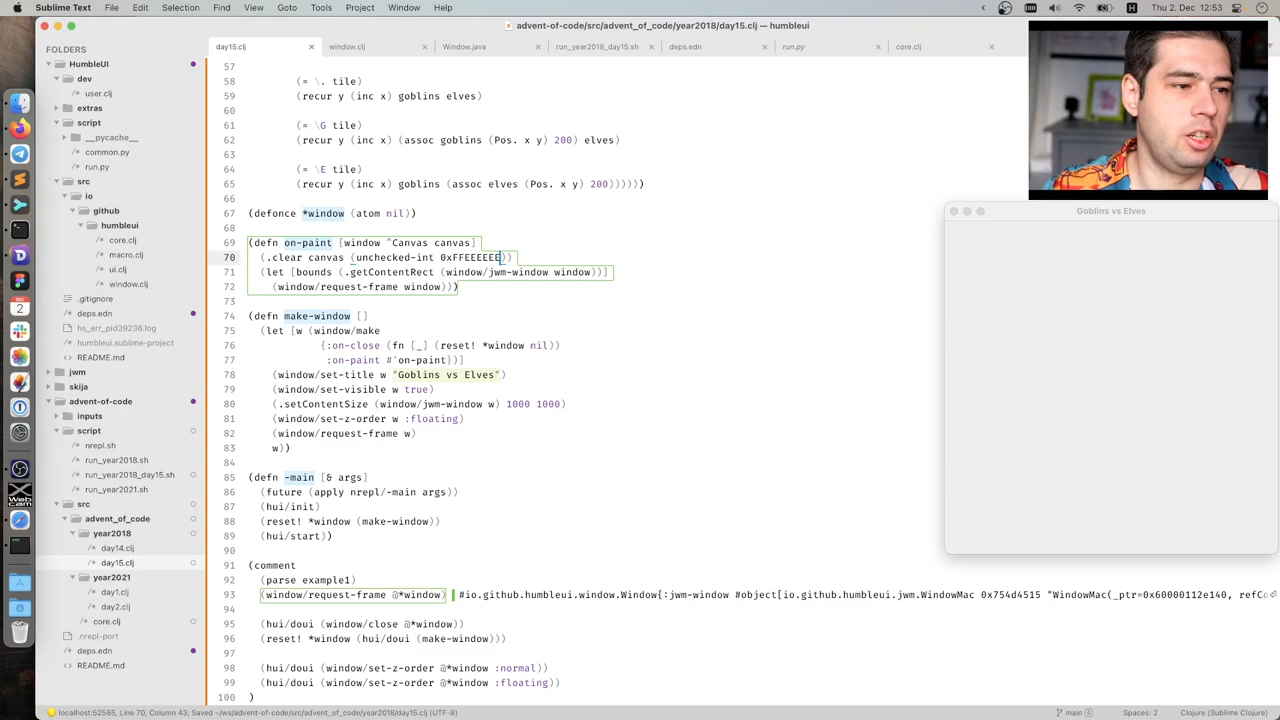 Sublime Text File Edit Selection Find View Goto Tools Project Window Help
Thu 2. Dec 12:53
advent-of-code/src/advent_of_code/year2018/day15.clj — humbleui
FOLDERS
HumbleUI
dev
user.clj
extras
script
__pycache__
common.py
run.py
src
io
github
humbleui
core.clj
macro.clj
ui.clj
window.clj
.gitignore
deps.edn
hs_err_pid39236.log
humbleui.sublime-project
README.md
jwm
skija
advent-of-code
inputs
script
nrepl.sh
run_year2018.sh
run_year2018_day15.sh
run_year2021.sh
src
advent_of_code
year2018
day14.clj
day15.clj
year2021
day1.clj
day2.clj
core.clj
.nrepl-port
deps.edn
README.md
day15.clj window.clj Window.java run_year2018_day15.sh deps.edn run.py core.clj
57
58 (= \. tile)
59 (recur y (inc x) goblins elves)
60
61 (= \G tile)
62 (recur y (inc x) (assoc goblins (Pos. x y) 200) elves)
63
64 (= \E tile)
65 (recur y (inc x) goblins (assoc elves (Pos. x y) 200))))))
66
67 (defonce *window (atom nil))
68
69 (defn on-paint [window ^Canvas canvas]
70 (.clear canvas (unchecked-int 0xFFEEEEEE))
71 (let [bounds (.getContentRect (window/jwm-window window))]
72 (window/request-frame window)))
73
74 (defn make-window []
75 (let [w (window/make
76 {:on-close (fn [_] (reset! *window nil))
77 :on-paint #'on-paint})]
78 (window/set-title w "Goblins vs Elves")
79 (window/set-visible w true)
80 (.setContentSize (window/jwm-window w) 1000 1000)
81 (window/set-z-order w :floating)
82 (window/request-frame w)
83 w))
84
85 (defn -main [& args]
86 (future (apply nrepl/-main args))
87 (hui/init)
88 (reset! *window (make-window))
89 (hui/start))
90
91 (comment
92 (parse example1)
93 (window/request-frame @*window) #io.github.humbleui.window.Window{:jwm-window #object[io.github.humbleui.jwm.WindowMac 0x754d4515 "WindowMac(_ptr=0x60000112e140, refCo
94
95 (hui/doui (window/close @*window))
96 (reset! *window (hui/doui (make-window)))
97
98 (hui/doui (window/set-z-order @*window :normal))
99 (hui/doui (window/set-z-order @*window :floating))
100 )
Goblins vs Elves
localhost:52565, Line 70, Column 43; Saved ~/ws/advent-of-code/src/advent_of_code/year2018/day15.clj (UTF-8)
main 4 Spaces: 2 Clojure (Sublime Clojure)
DEC
2
Web
cam